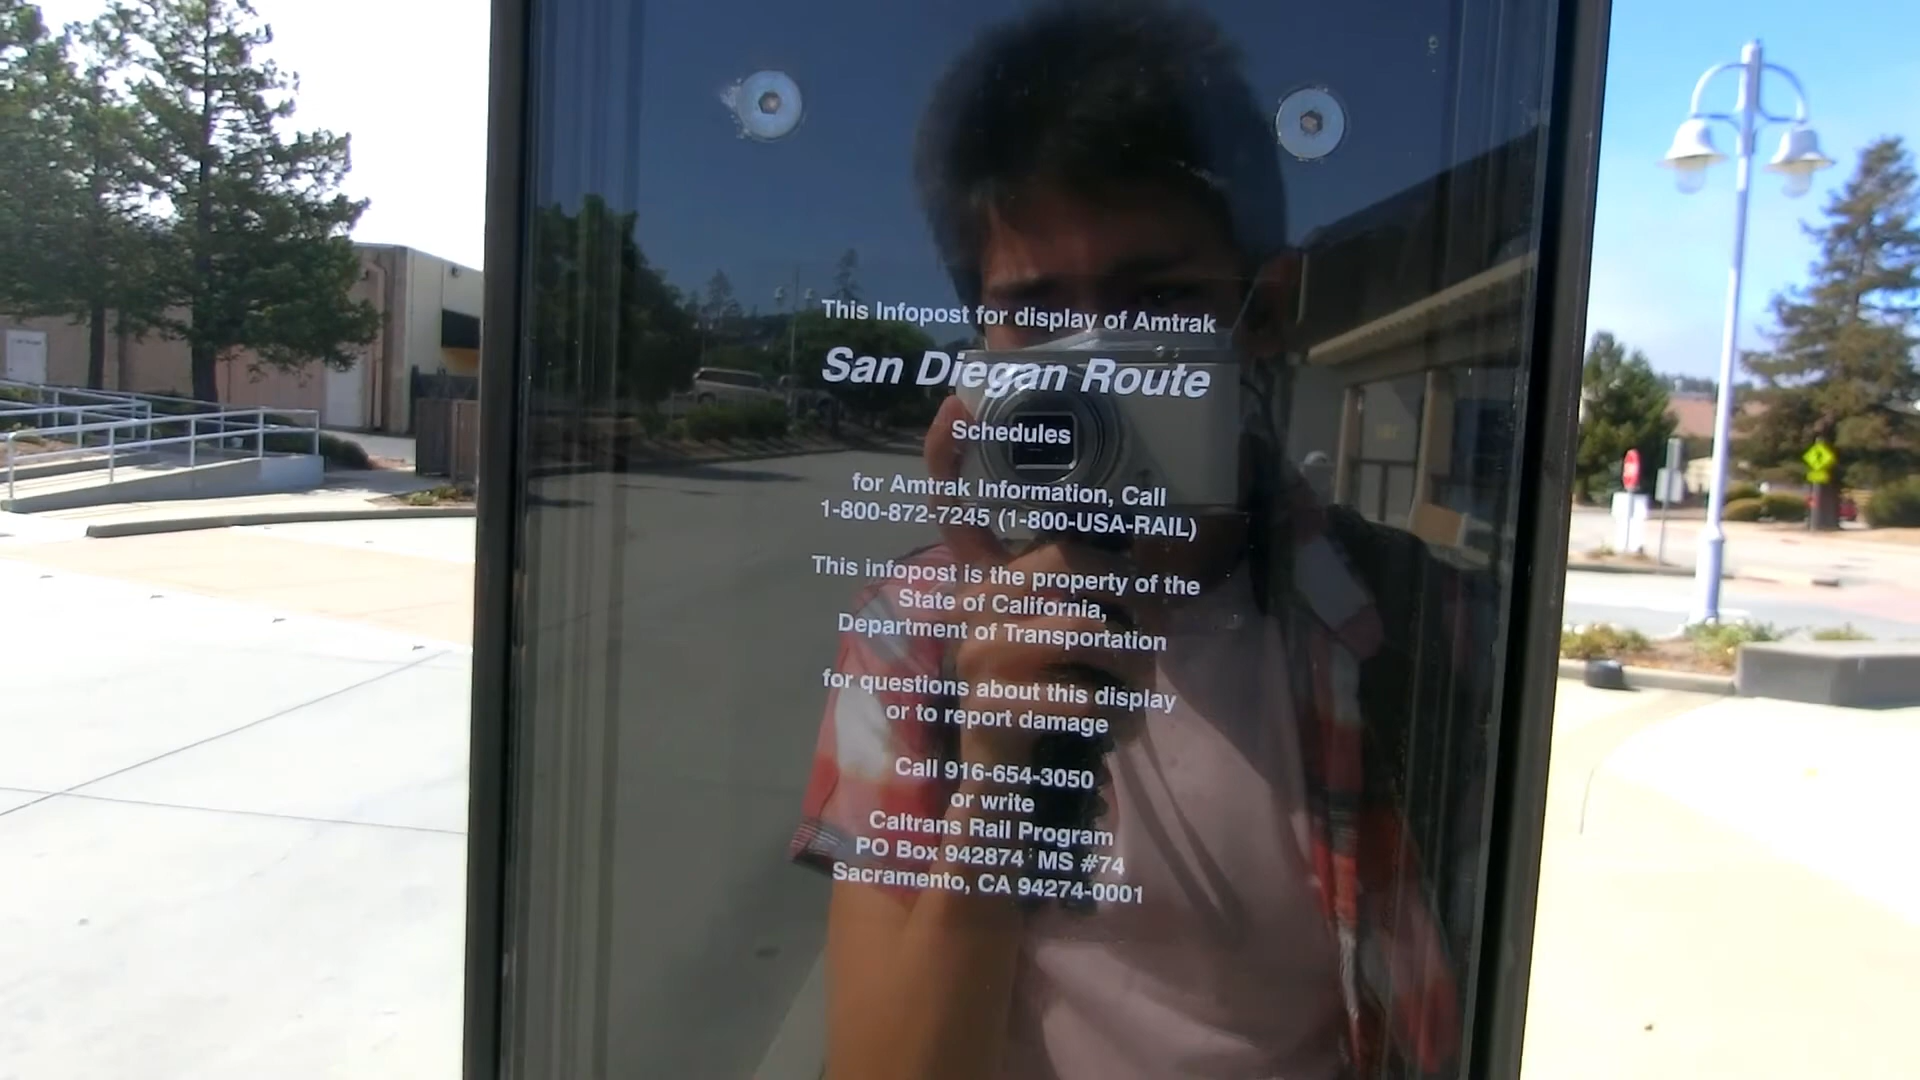 This Infopost for display of Amtrak
San Diegan Route
Schedules
for Amtrak Information, Call
1-800-872-7245 (1-800-USA-RAIL)
This infopost is the property of the
State of California,
Department of Transportation
for questions about this display
or to report damage
Call 916-654-3050
or write
Caltrans Rail Program
PO Box 942874 MS #74
Sacramento, CA 94274-0001